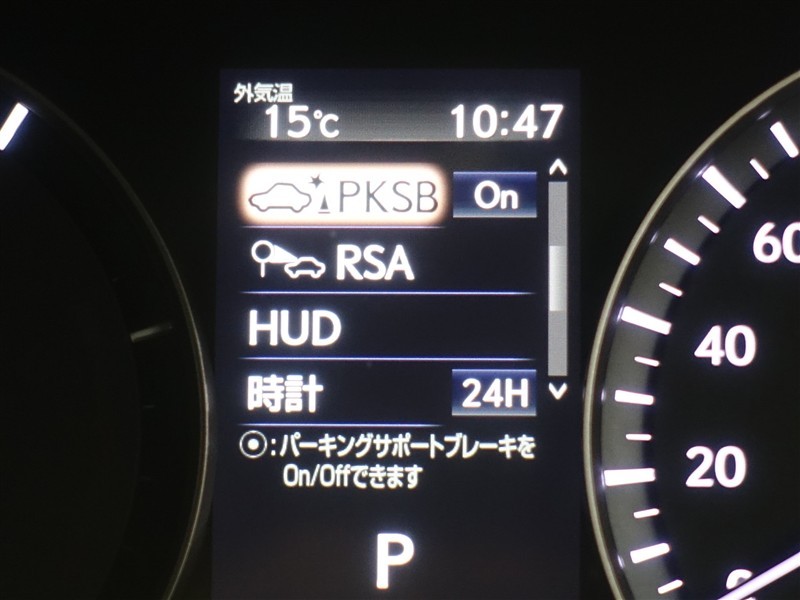 外気温
15℃ 10:47
PKSB On
RSA
HUD
時計 24H
:パーキングサポートブレーキを
On/Offできます
P
60
40
20